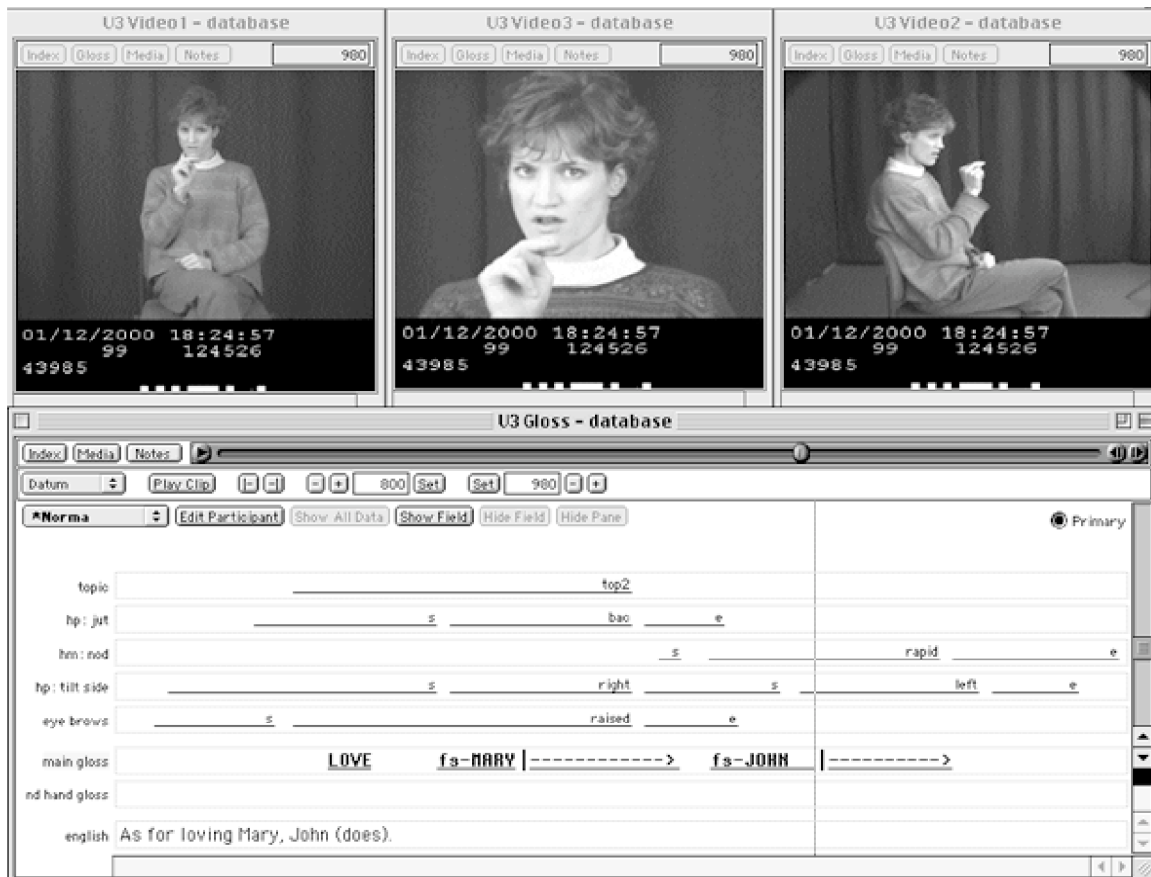 U3 Video1 - database
Index Gloss Media Notes 980
01/12/2000 18:24:57
99 124526
43985
U3 Video3 - database
Index Gloss Media Notes 980
01/12/2000 18:24:57
99 124526
43985
U3 Video2 - database
Index Gloss Media Notes 980
01/12/2000 18:24:57
99 124526
43985
U3 Gloss - database
Index Media Notes
Datum Play Clip |- -| - + 800 Set Set 980 - +
*Norma Edit Participant Show All Data Show Field Hide Field Hide Pane Primary
topic top2
hp: jut s bac e
hm: nod s rapid e
hp: tilt side s right s left e
eye brows s raised e
main gloss LOVE fs-MARY |------------> fs-JOHN |---------->
nd hand gloss
english As for loving Mary, John (does).